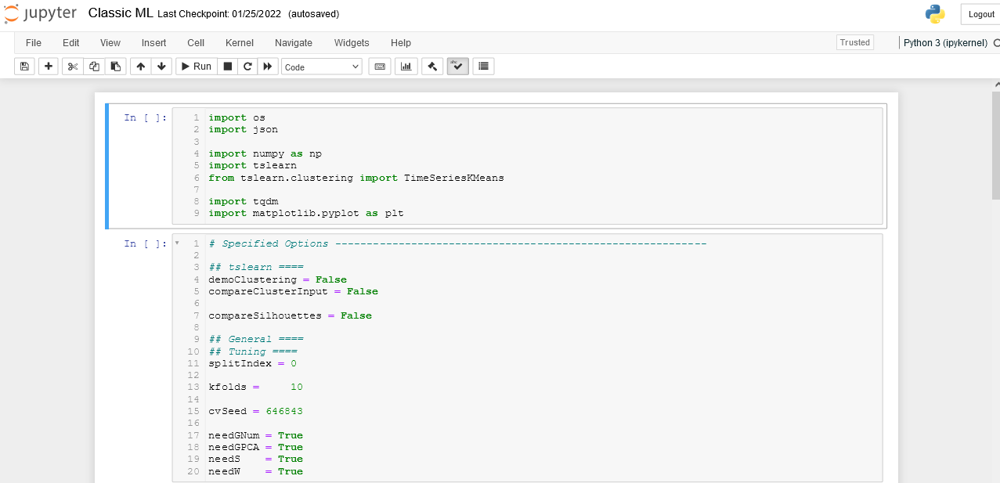 jupyter Classic ML Last Checkpoint: 01/25/2022 (autosaved) Logout
File Edit View Insert Cell Kernel Navigate Widgets Help Trusted Python 3 (ipykernel)
Run Code abc
In [ ]: 1 import os
2 import json
3
4 import numpy as np
5 import tslearn
6 from tslearn.clustering import TimeSeriesKMeans
7
8 import tqdm
9 import matplotlib.pyplot as plt
In [ ]: 1 # Specified Options -----------------------------------------------------------
2
3 ## tslearn ====
4 demoClustering = False
5 compareClusterInput = False
6
7 compareSilhouettes = False
8
9 ## General ====
10 ## Tuning ====
11 splitIndex = 0
12
13 kfolds =     10
14
15 cvSeed = 646843
16
17 needGNum = True
18 needGPCA = True
19 needS    = True
20 needW    = True